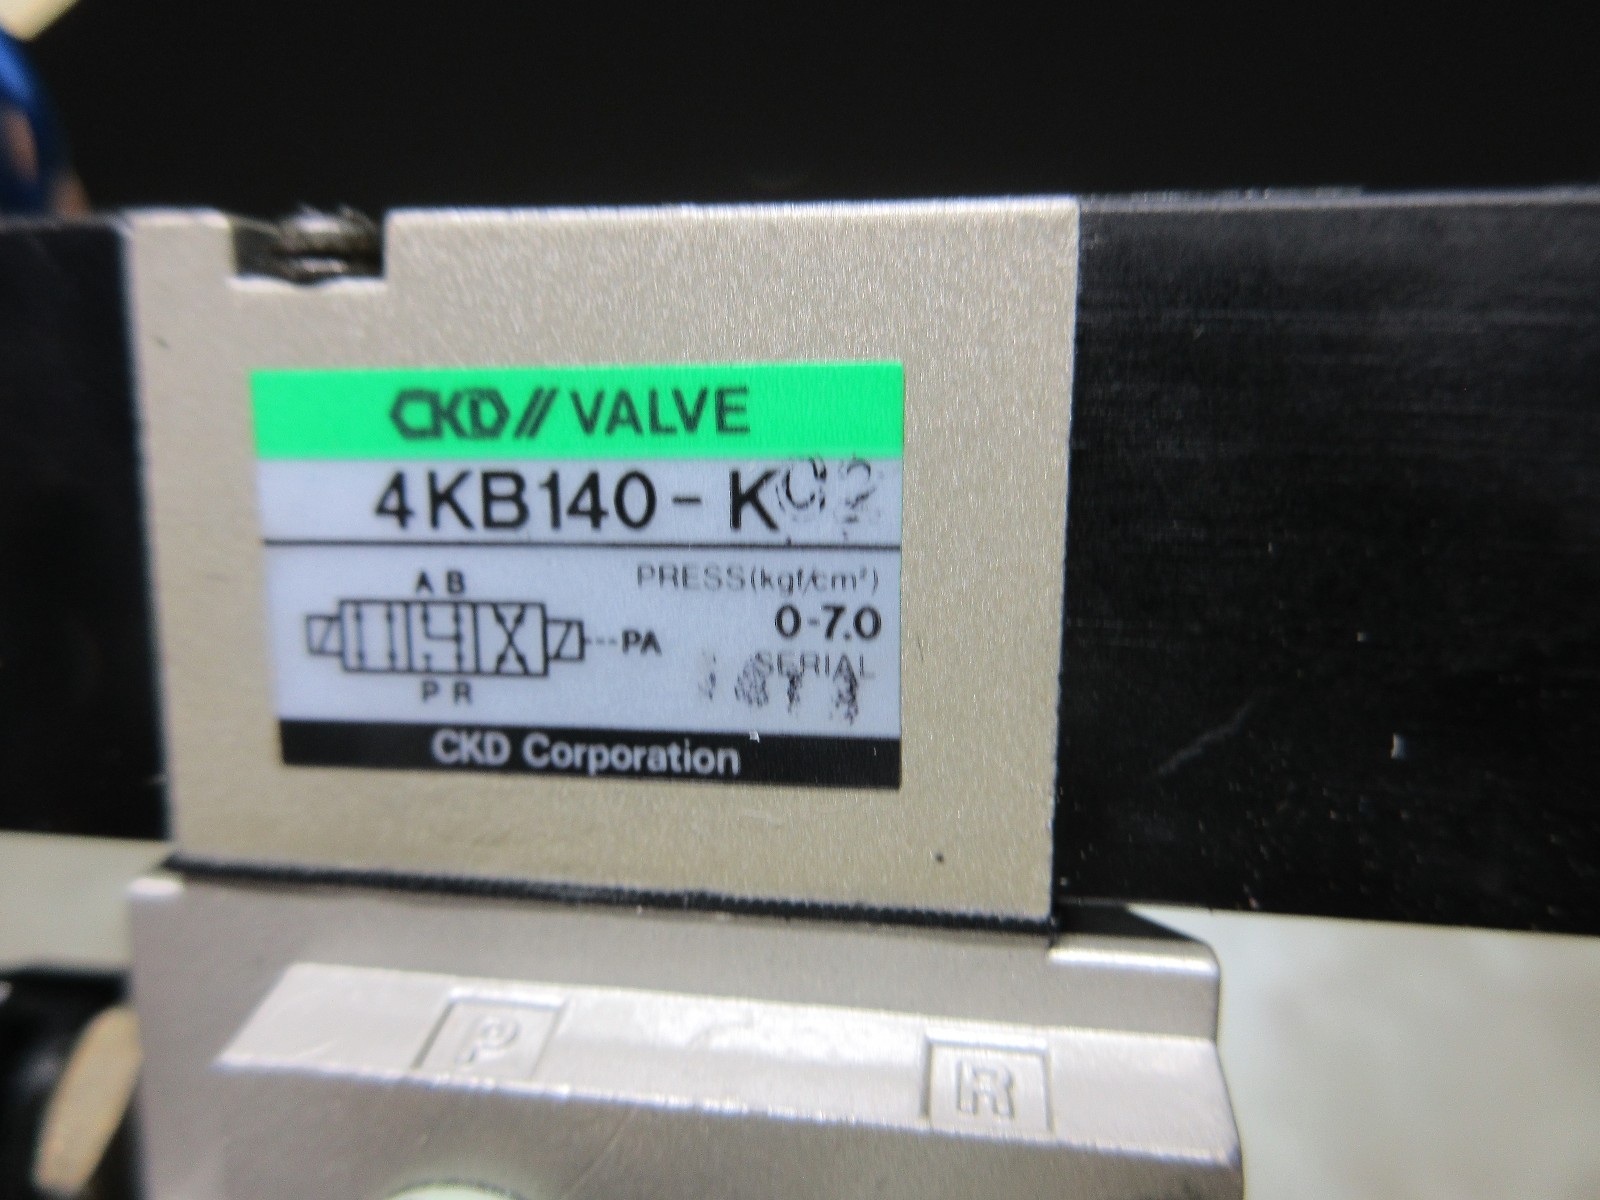 CKD// VALVE
4KB140-K
A B
PRESS(kgf/cm²)
0-7.0
PA
SERIAL
P R
CKD Corporation
P R